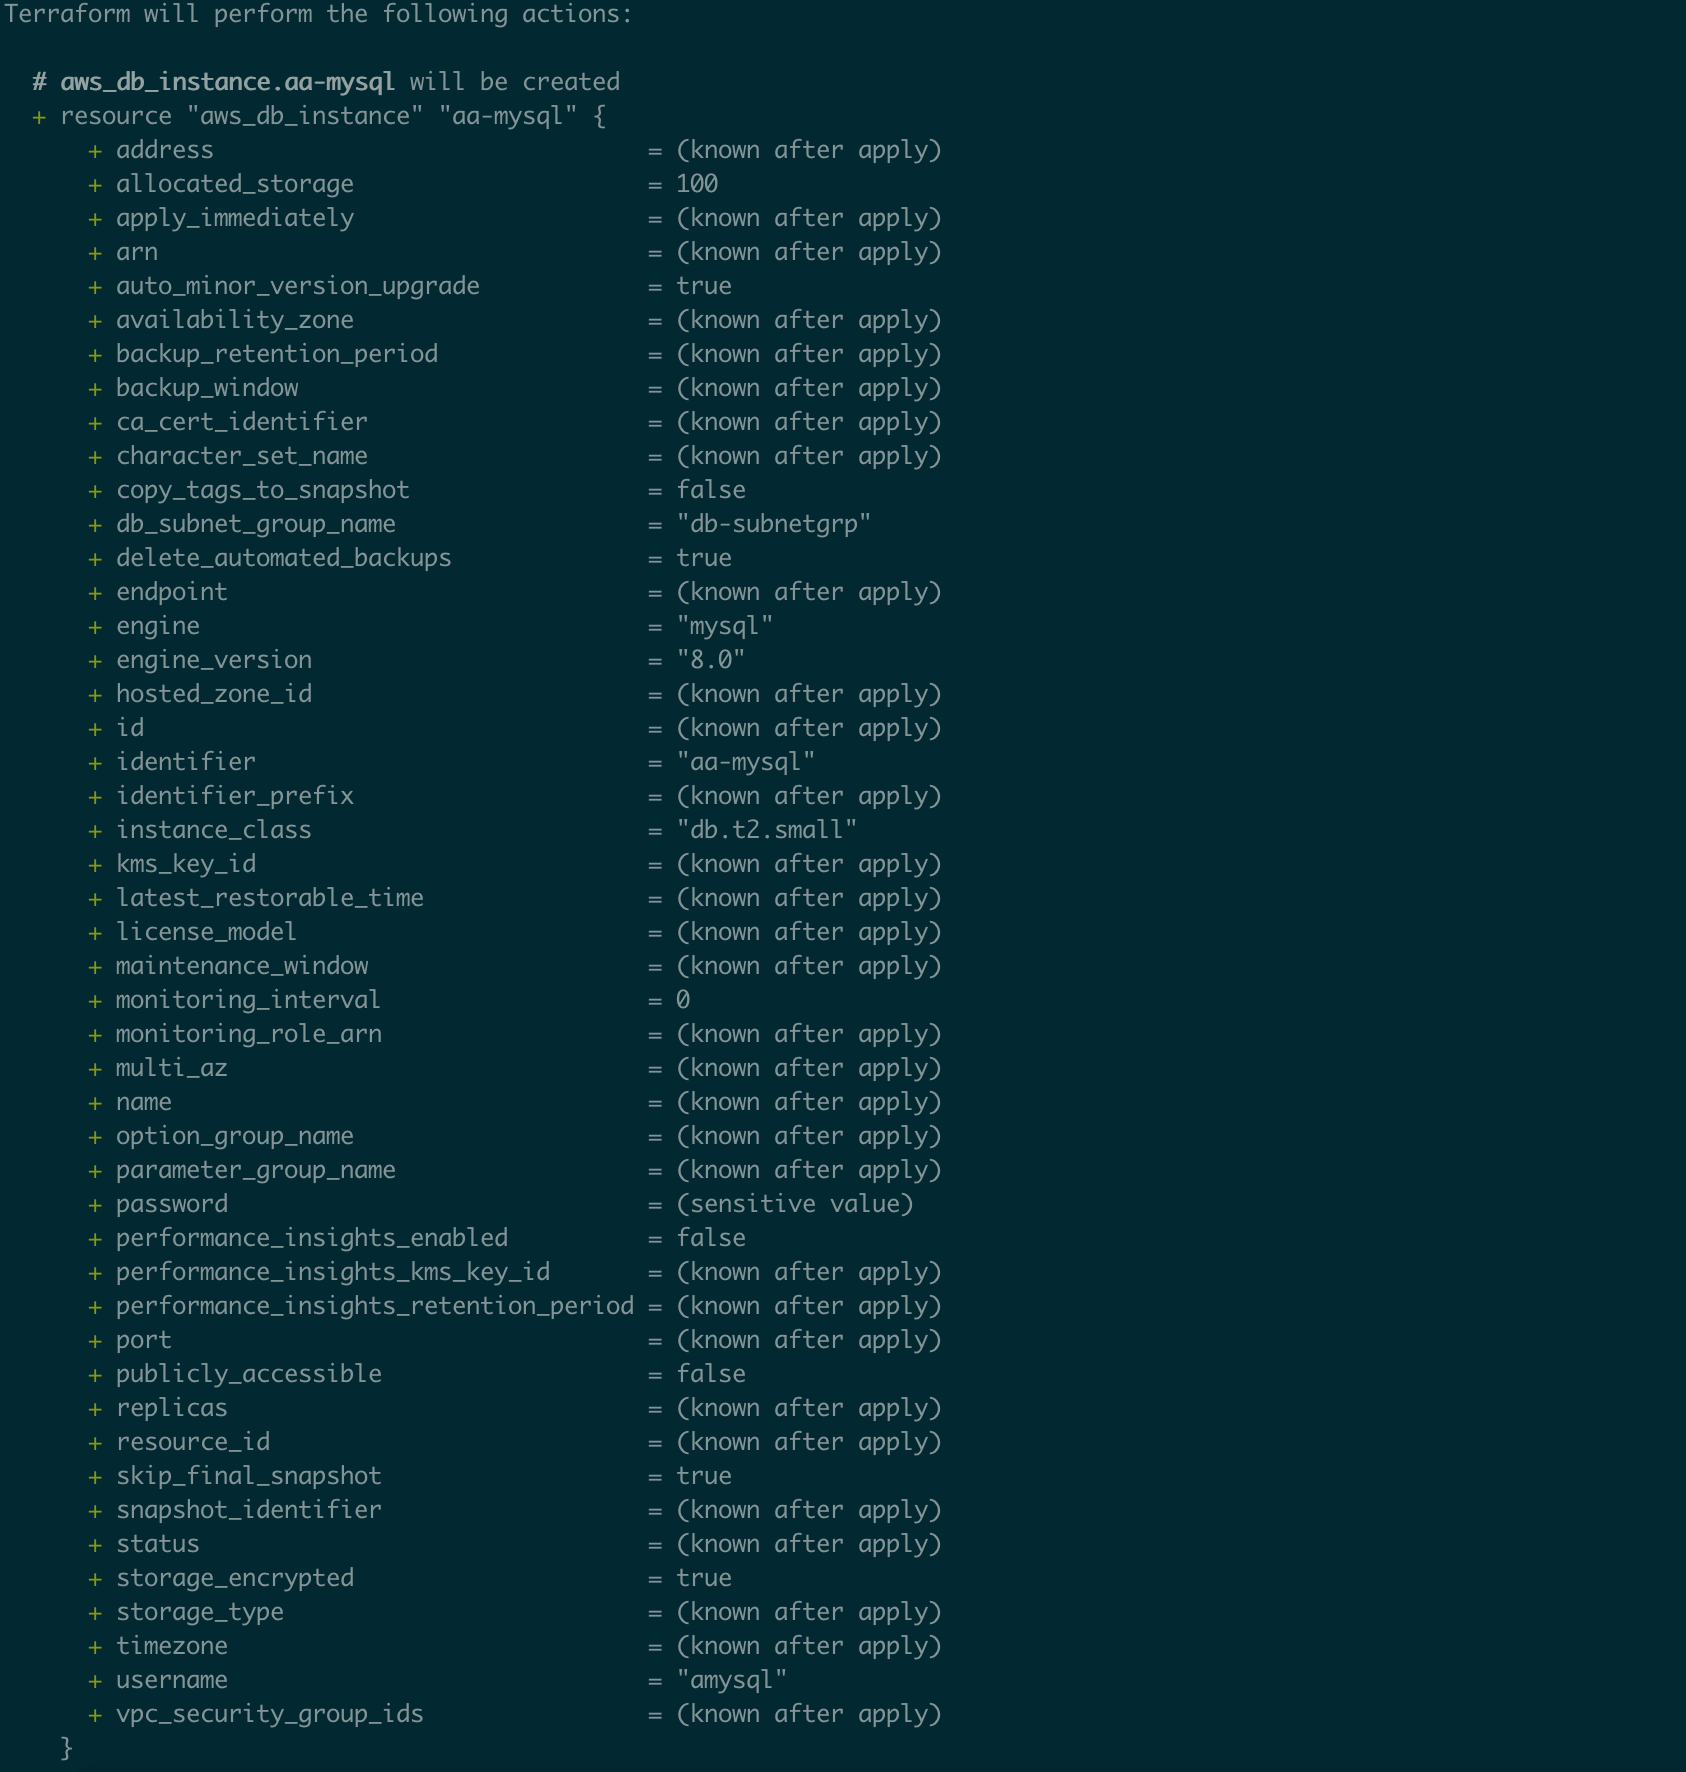 Terraform will perform the following actions:

  # aws_db_instance.aa-mysql will be created
  + resource "aws_db_instance" "aa-mysql" {
      + address                               = (known after apply)
      + allocated_storage                     = 100
      + apply_immediately                     = (known after apply)
      + arn                                   = (known after apply)
      + auto_minor_version_upgrade            = true
      + availability_zone                     = (known after apply)
      + backup_retention_period               = (known after apply)
      + backup_window                         = (known after apply)
      + ca_cert_identifier                    = (known after apply)
      + character_set_name                    = (known after apply)
      + copy_tags_to_snapshot                 = false
      + db_subnet_group_name                  = "db-subnetgrp"
      + delete_automated_backups              = true
      + endpoint                              = (known after apply)
      + engine                                = "mysql"
      + engine_version                        = "8.0"
      + hosted_zone_id                        = (known after apply)
      + id                                    = (known after apply)
      + identifier                            = "aa-mysql"
      + identifier_prefix                     = (known after apply)
      + instance_class                        = "db.t2.small"
      + kms_key_id                            = (known after apply)
      + latest_restorable_time                = (known after apply)
      + license_model                         = (known after apply)
      + maintenance_window                    = (known after apply)
      + monitoring_interval                   = 0
      + monitoring_role_arn                   = (known after apply)
      + multi_az                              = (known after apply)
      + name                                  = (known after apply)
      + option_group_name                     = (known after apply)
      + parameter_group_name                  = (known after apply)
      + password                              = (sensitive value)
      + performance_insights_enabled          = false
      + performance_insights_kms_key_id       = (known after apply)
      + performance_insights_retention_period = (known after apply)
      + port                                  = (known after apply)
      + publicly_accessible                   = false
      + replicas                              = (known after apply)
      + resource_id                           = (known after apply)
      + skip_final_snapshot                   = true
      + snapshot_identifier                   = (known after apply)
      + status                                = (known after apply)
      + storage_encrypted                     = true
      + storage_type                          = (known after apply)
      + timezone                              = (known after apply)
      + username                              = "amysql"
      + vpc_security_group_ids                = (known after apply)
    }